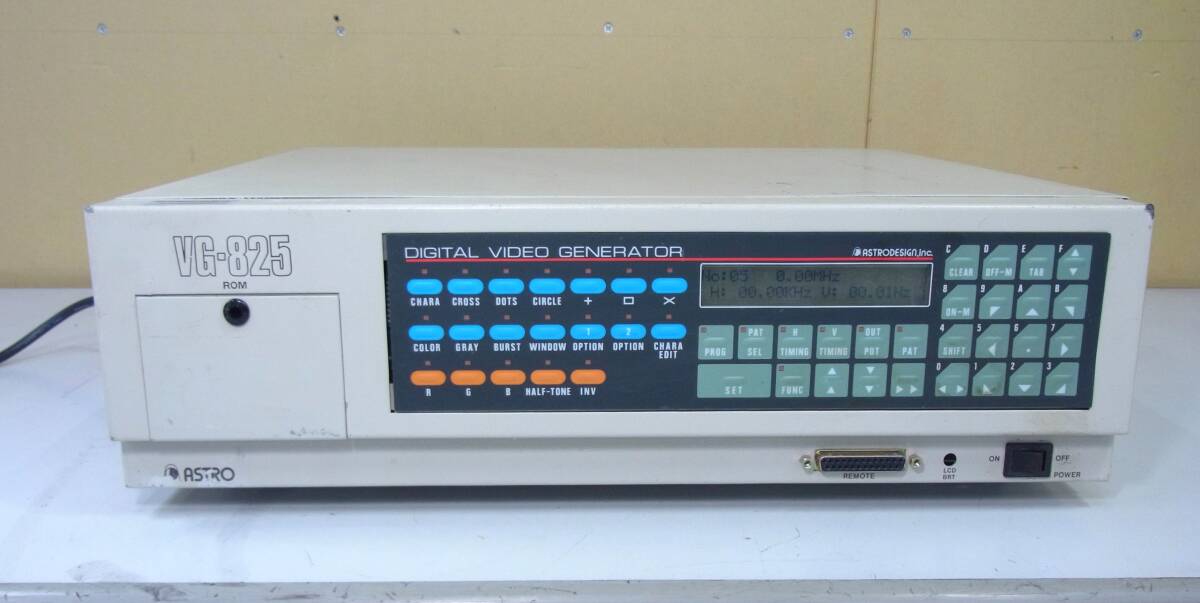 VG-825
ROM
DIGITAL VIDEO GENERATOR
ASTRODESIGN,Inc.
No:05 0.00MHz
H: 00.00KHz V: 00.01Hz
CHARA CROSS DOTS CIRCLE + □ ×
COLOR GRAY BURST WINDOW 1 OPTION 2 OPTION CHARA EDIT
R G B HALF-TONE INV
PROG PAT SEL H TIMING V TIMING OUT PUT PAT
SET FUNC
C CLEAR D OFF-M E TAB F
8 ON-M 9 A B
4 SHIFT 5 6 7
0 1 2 3
ASTRO
REMOTE
LCD BRT
ON OFF
POWER